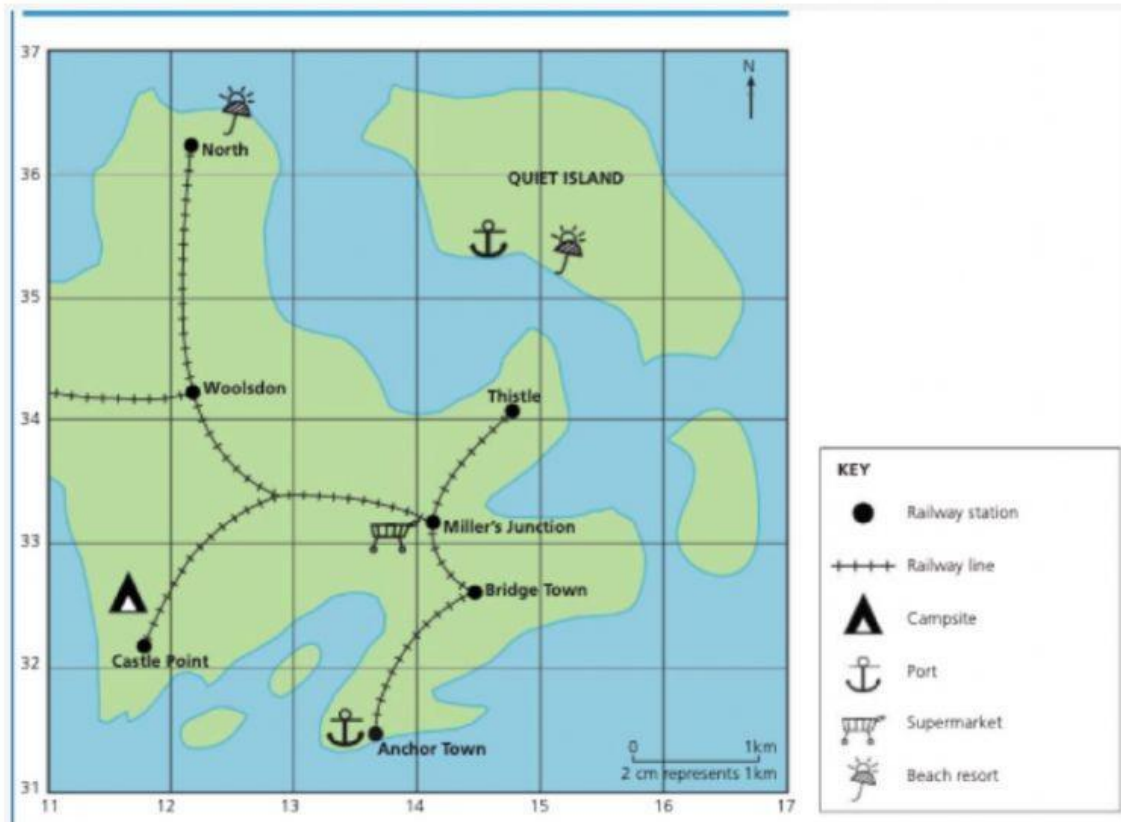 37
N
North
36
QUIET ISLAND
35
Woolsdon
Thistle
34
KEY
Railway station
Miller's Junction
33
Railway line
Bridge Town
Campsite
Castle Point
32
Port
Supermarket
Anchor Town
0 1km
2 cm represents 1km
Beach resort
31
11 12 13 14 15 16 17